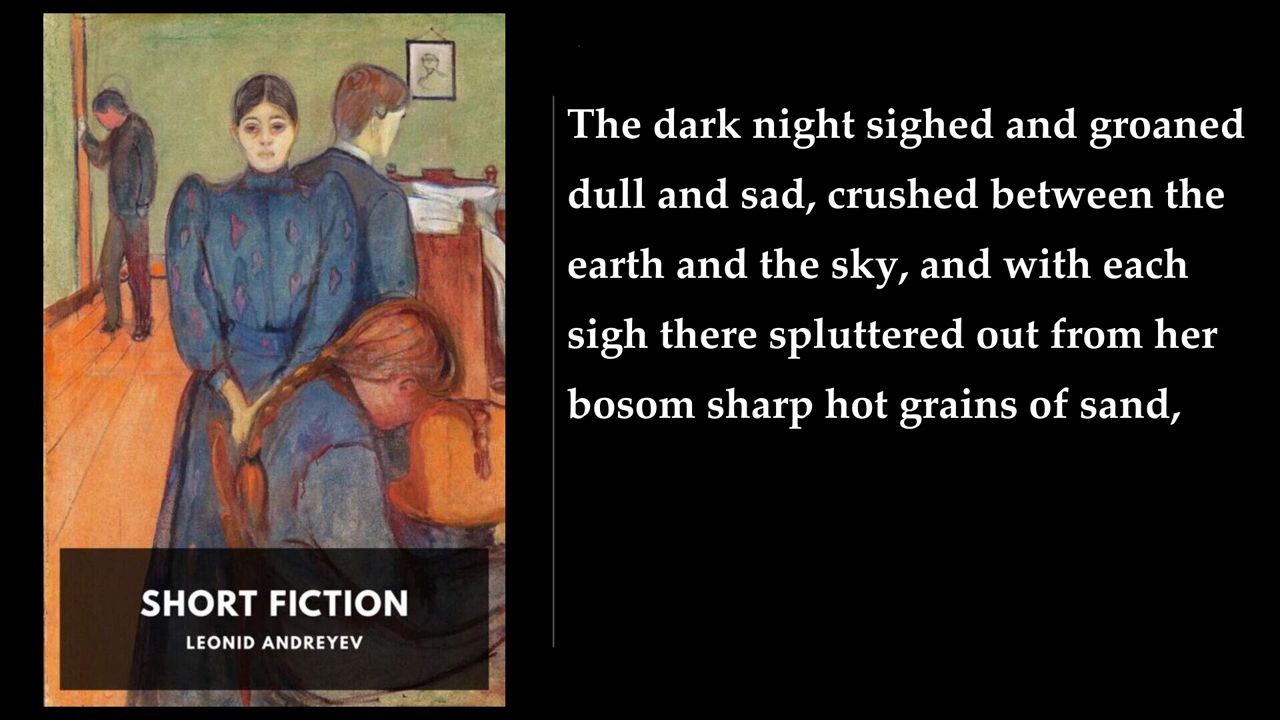 The dark night sighed and groaned
dull and sad, crushed between the
earth and the sky, and with each
sigh there spluttered out from her
bosom sharp hot grains of sand,
SHORT FICTION
LEONID ANDREYEV